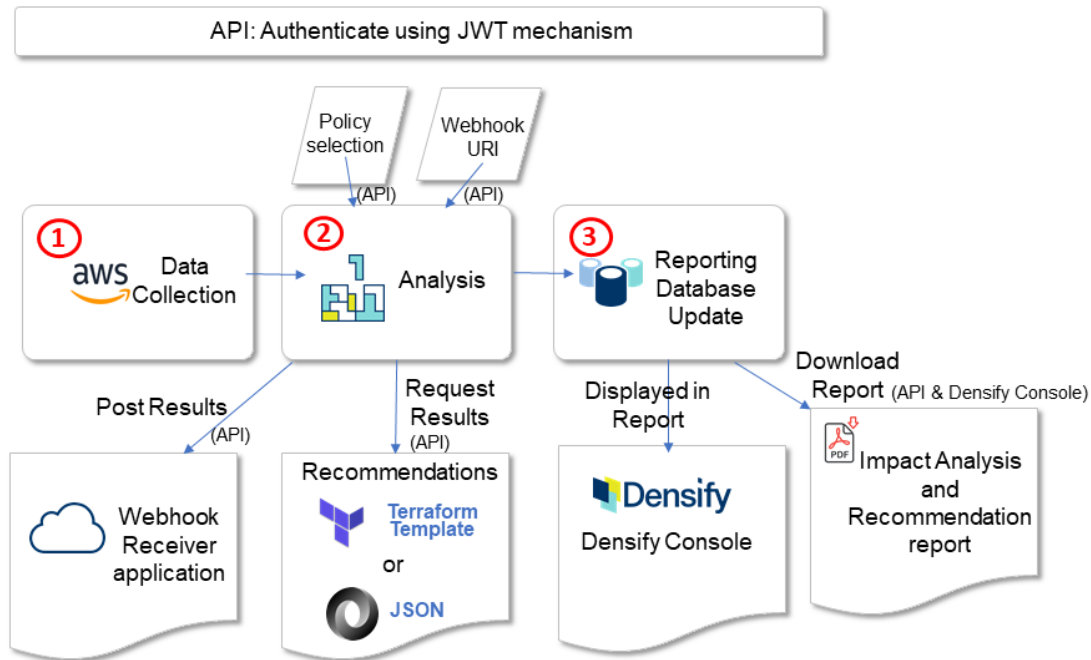 API: Authenticate using JWT mechanism
Policy
selection
(API)
Webhook
URI
(API)
1
aws
Data
Collection
2
Analysis
3
Reporting
Database
Update
Post Results
(API)
Request
Results
(API)
Displayed in
Report
Download
Report (API & Densify Console)
Webhook
Receiver
application
Recommendations
Terraform
Template
or
JSON
Densify
Densify Console
PDF
Impact Analysis
and
Recommendation
report